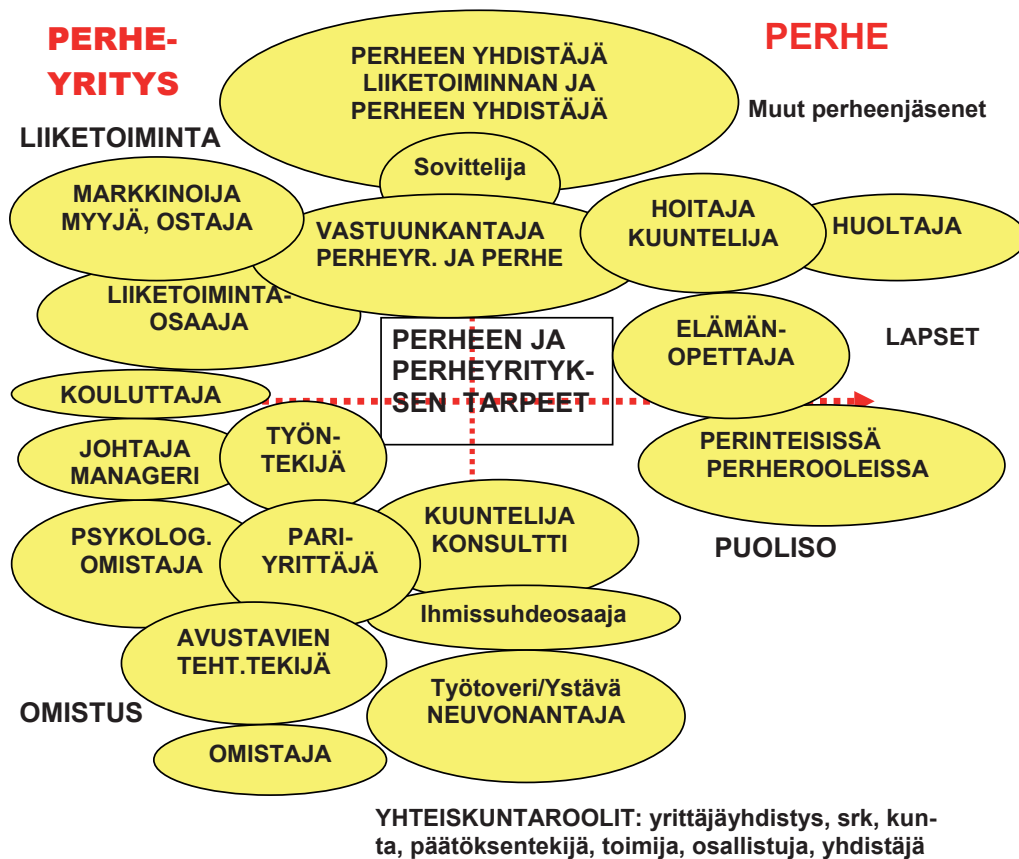 PERHE-
YRITYS
PERHE
PERHEEN YHDISTÄJÄ
LIIKETOIMINNAN JA
PERHEEN YHDISTÄJÄ
Muut perheenjäsenet
LIIKETOIMINTA
Sovittelija
MARKKINOIJA
MYYJÄ, OSTAJA
VASTUUNKANTAJA
PERHEYR. JA PERHE
HOITAJA
KUUNTELIJA
HUOLTAJA
LIIKETOIMINTA-
OSAAJA
PERHEEN JA
PERHEYRITYK-
SEN TARPEET
ELÄMÄN-
OPETTAJA
LAPSET
KOULUTTAJA
JOHTAJA
MANAGERI
TYÖN-
TEKIJÄ
PERINTEISISSÄ
PERHEROOLEISSA
PSYKOLOG.
OMISTAJA
PARI-
YRITTÄJÄ
KUUNTELIJA
KONSULTTI
PUOLISO
Ihmissuhdeosaaja
AVUSTAVIEN
TEHT.TEKIJÄ
Työtoveri/Ystävä
NEUVONANTAJA
OMISTUS
OMISTAJA
YHTEISKUNTAROOLIT: yrittäjäyhdistys, srk, kun-
ta, päätöksentekijä, toimija, osallistuja, yhdistäjä